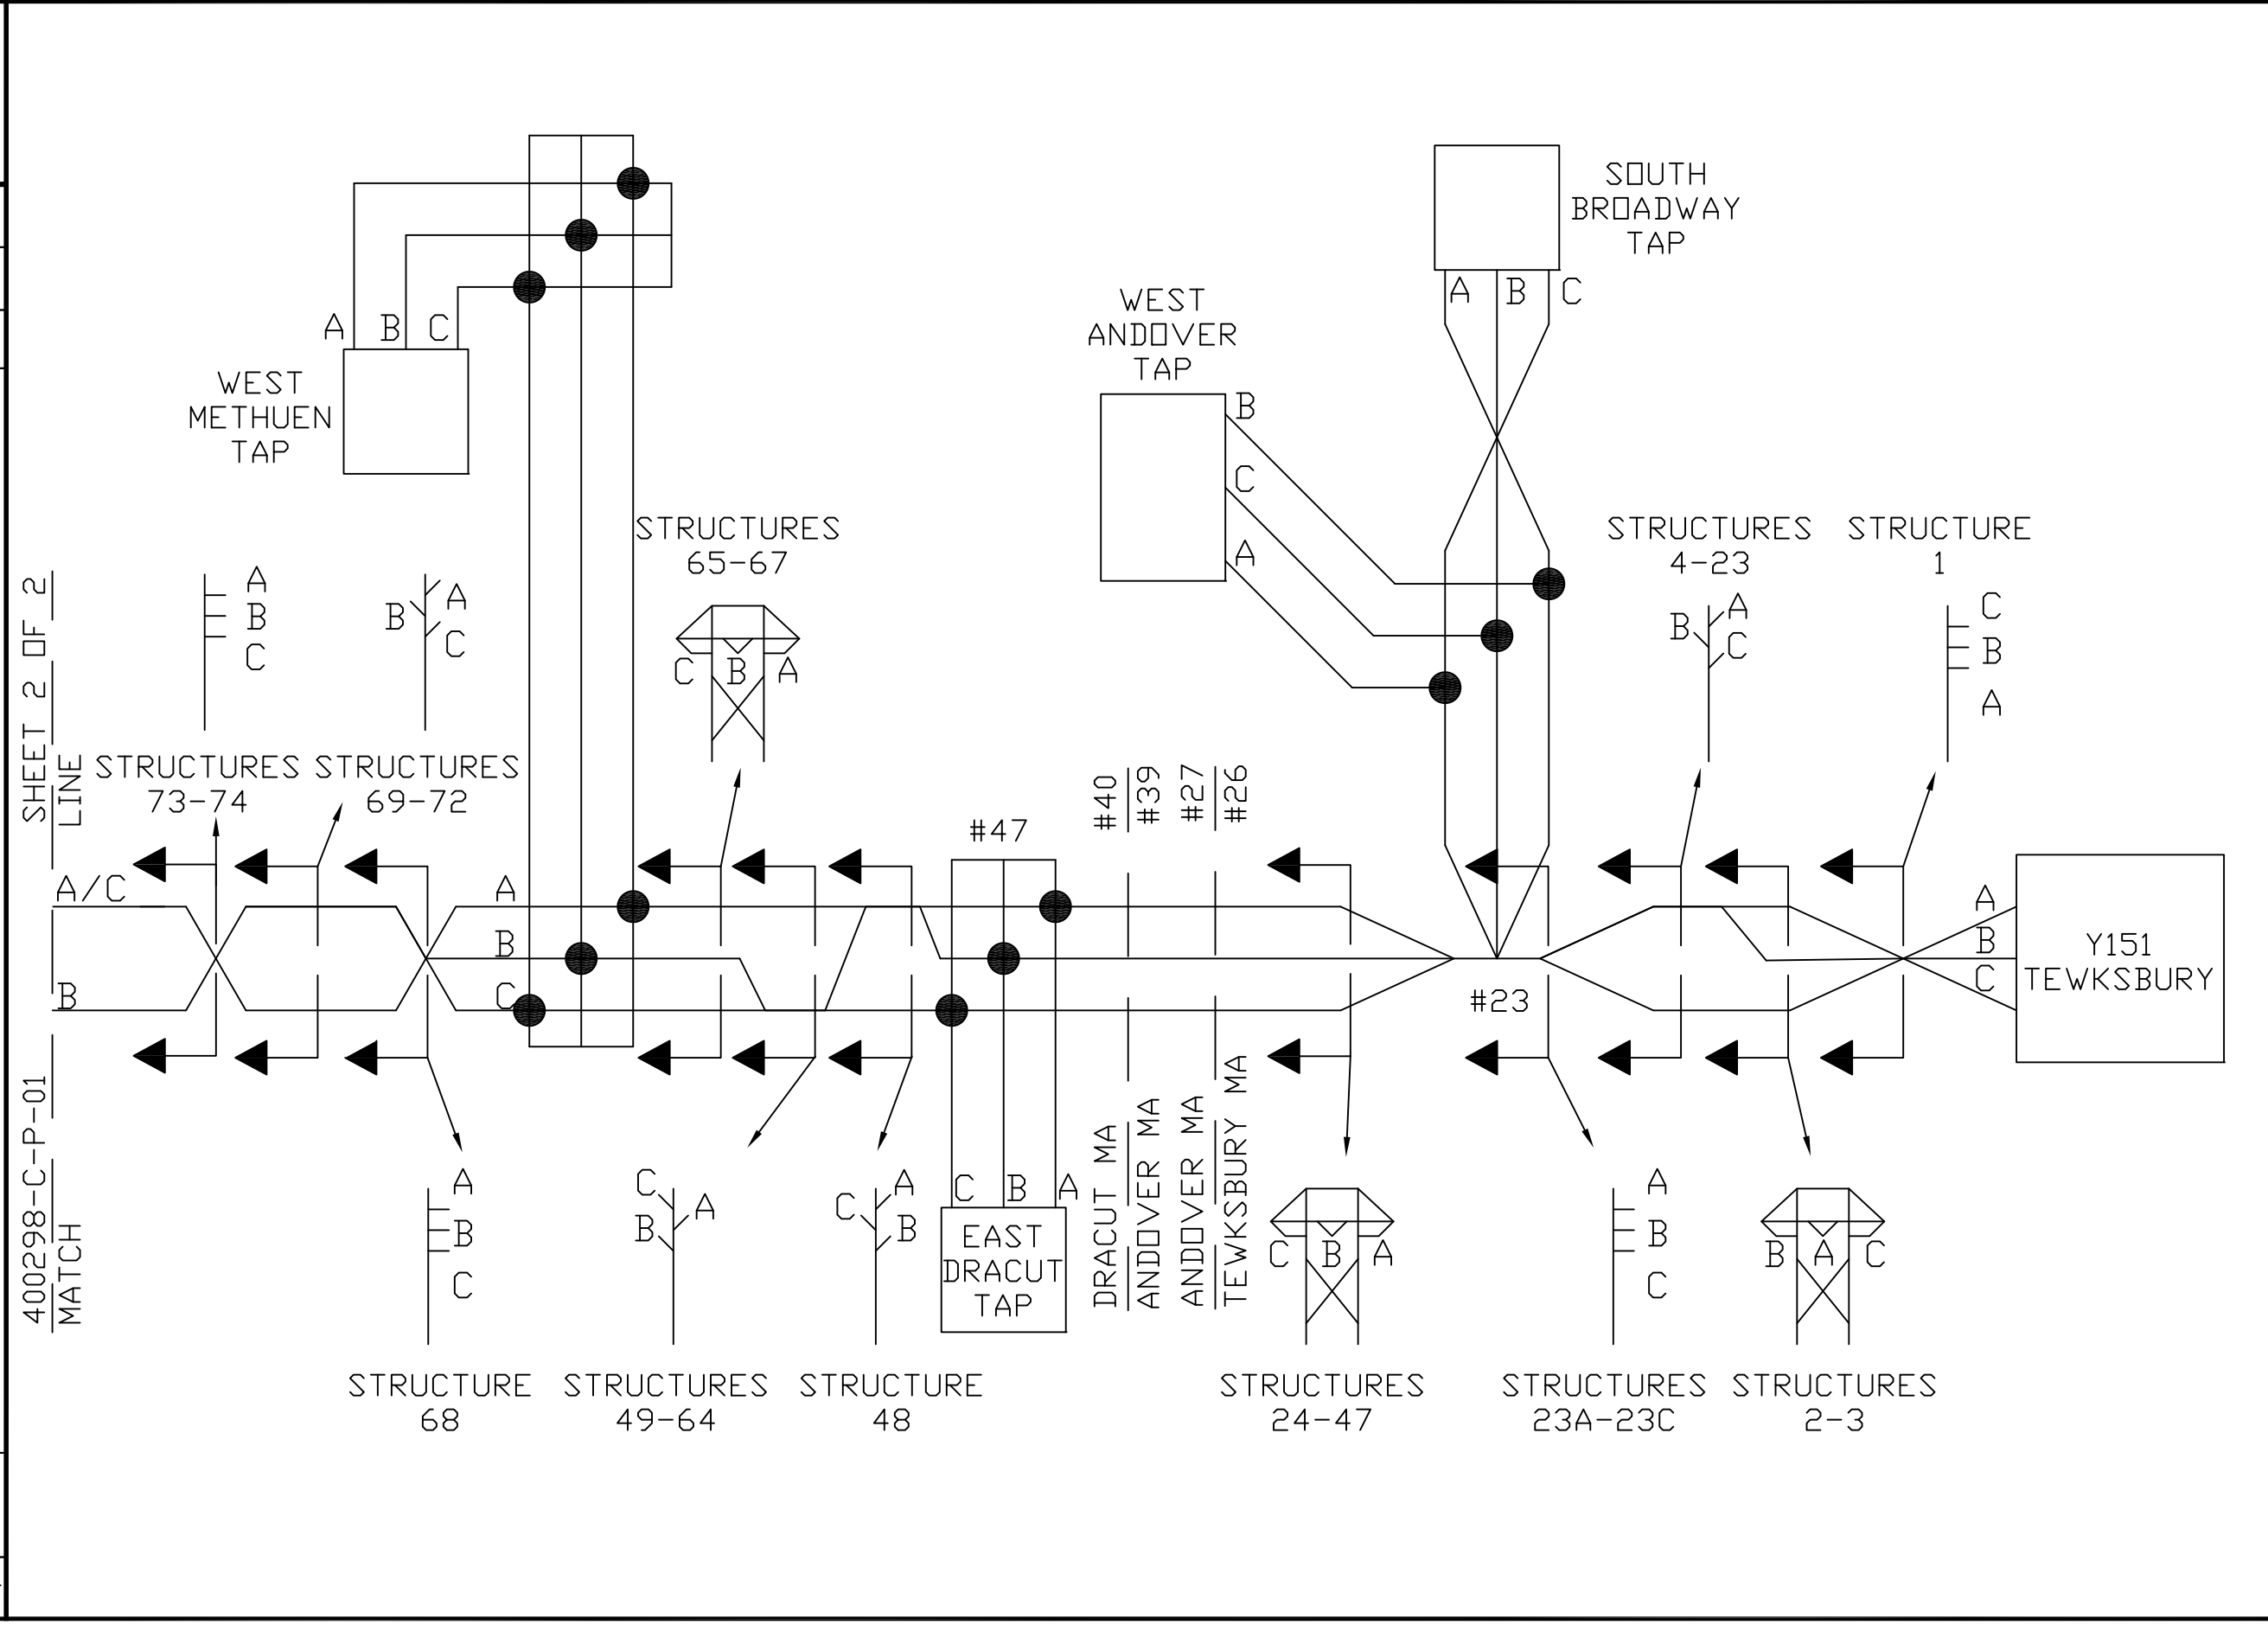 SOUTH
BROADWAY
TAP
A B C
WEST
ANDOVER
TAP
B
C
A
A B C
WEST
METHUEN
TAP
STRUCTURES
65-67
C B A
STRUCTURES
4-23
B A
C
STRUCTURE
1
C
B
A
A
B
C
STRUCTURES
73-74
B A
C
STRUCTURES
69-72
SHEET 2 OF 2
LINE
400298-C-P-01
MATCH
A/C
B
A
B
C
#47
#40
#39
#27
#26
DRACUT MA
ANDOVER MA
ANDOVER MA
TEWKSBURY MA
#23
A
B
C
Y151
TEWKSBURY
A
B
C
STRUCTURE
68
C
A
B
STRUCTURES
49-64
C A
B
STRUCTURE
48
C B A
EAST
DRACUT
TAP
C B A
STRUCTURES
24-47
A
B
C
STRUCTURES
23A-23C
B A C
STRUCTURES
2-3